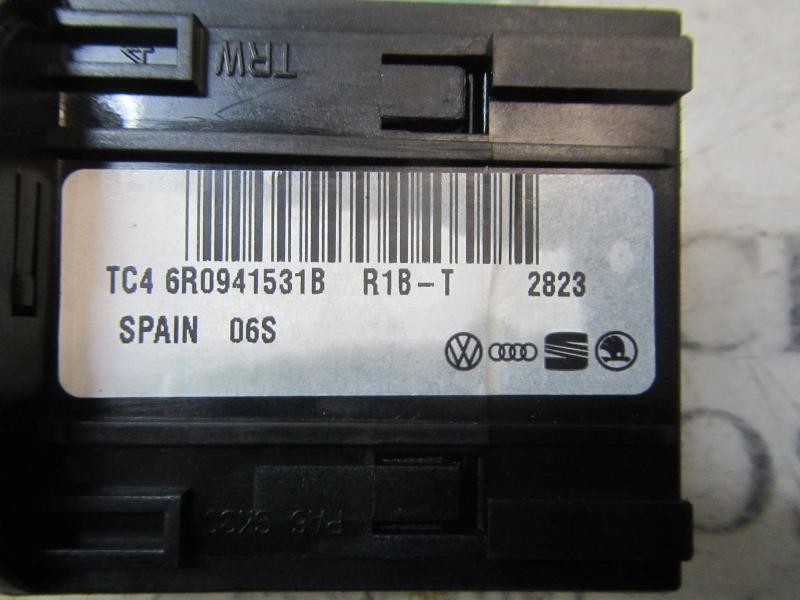 TRW
TC4 6R0941531B R1B-T 2823
SPAIN 06S